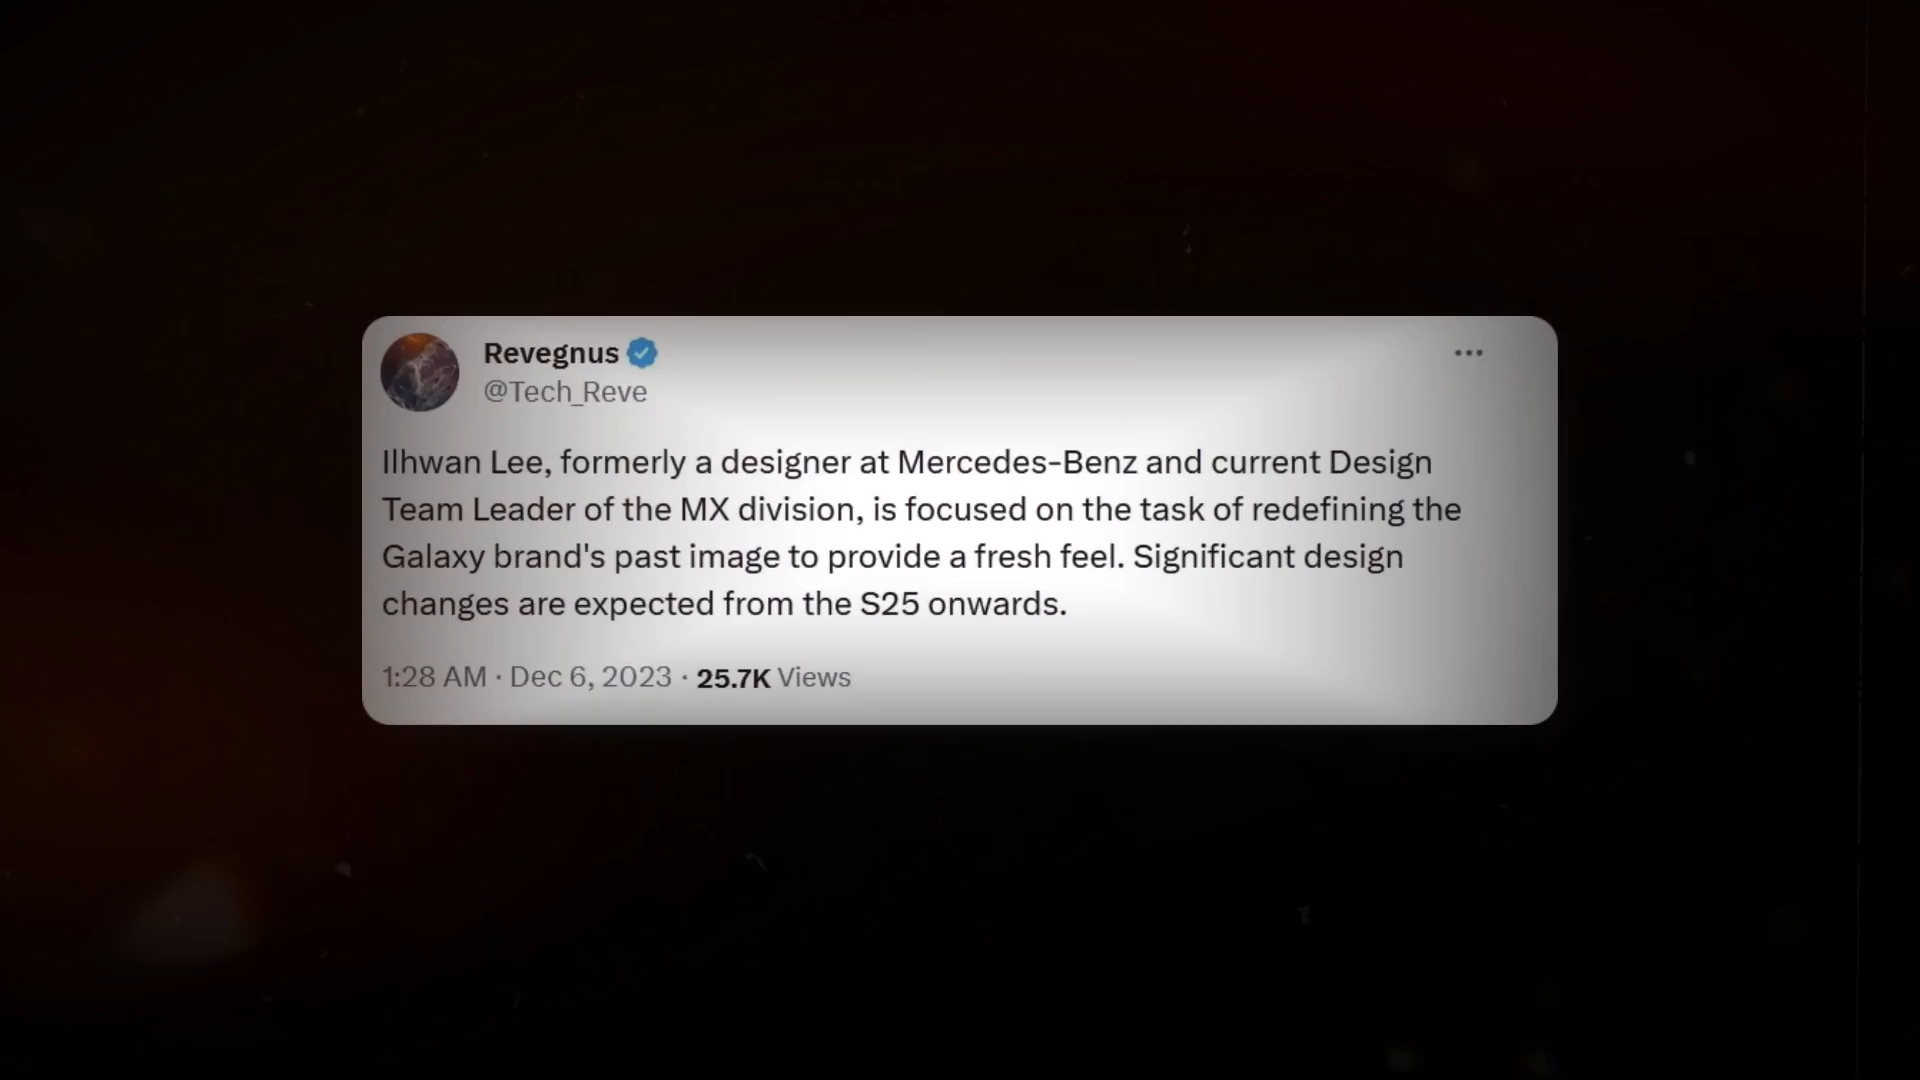 Revegnus
@Tech_Reve
Ilhwan Lee, formerly a designer at Mercedes-Benz and current Design
Team Leader of the MX division, is focused on the task of redefining the
Galaxy brand's past image to provide a fresh feel. Significant design
changes are expected from the S25 onwards.
1:28 AM · Dec 6, 2023 · 25.7K Views